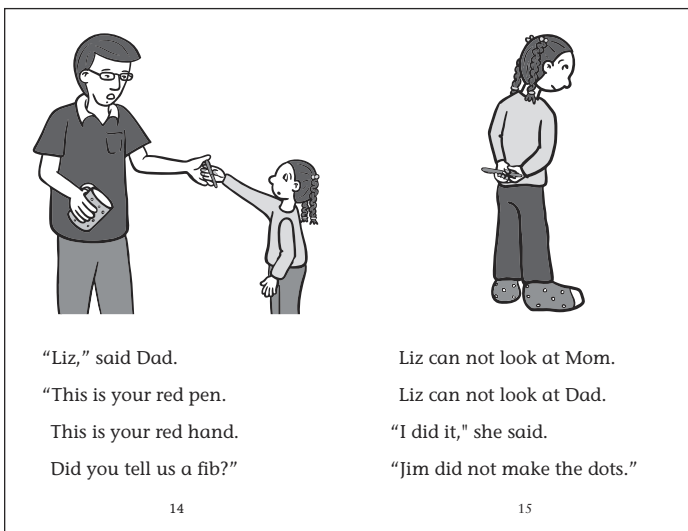 “Liz,” said Dad.
“This is your red pen.
This is your red hand.
Did you tell us a fib?”
14
Liz can not look at Mom.
Liz can not look at Dad.
“I did it," she said.
“Jim did not make the dots.”
15